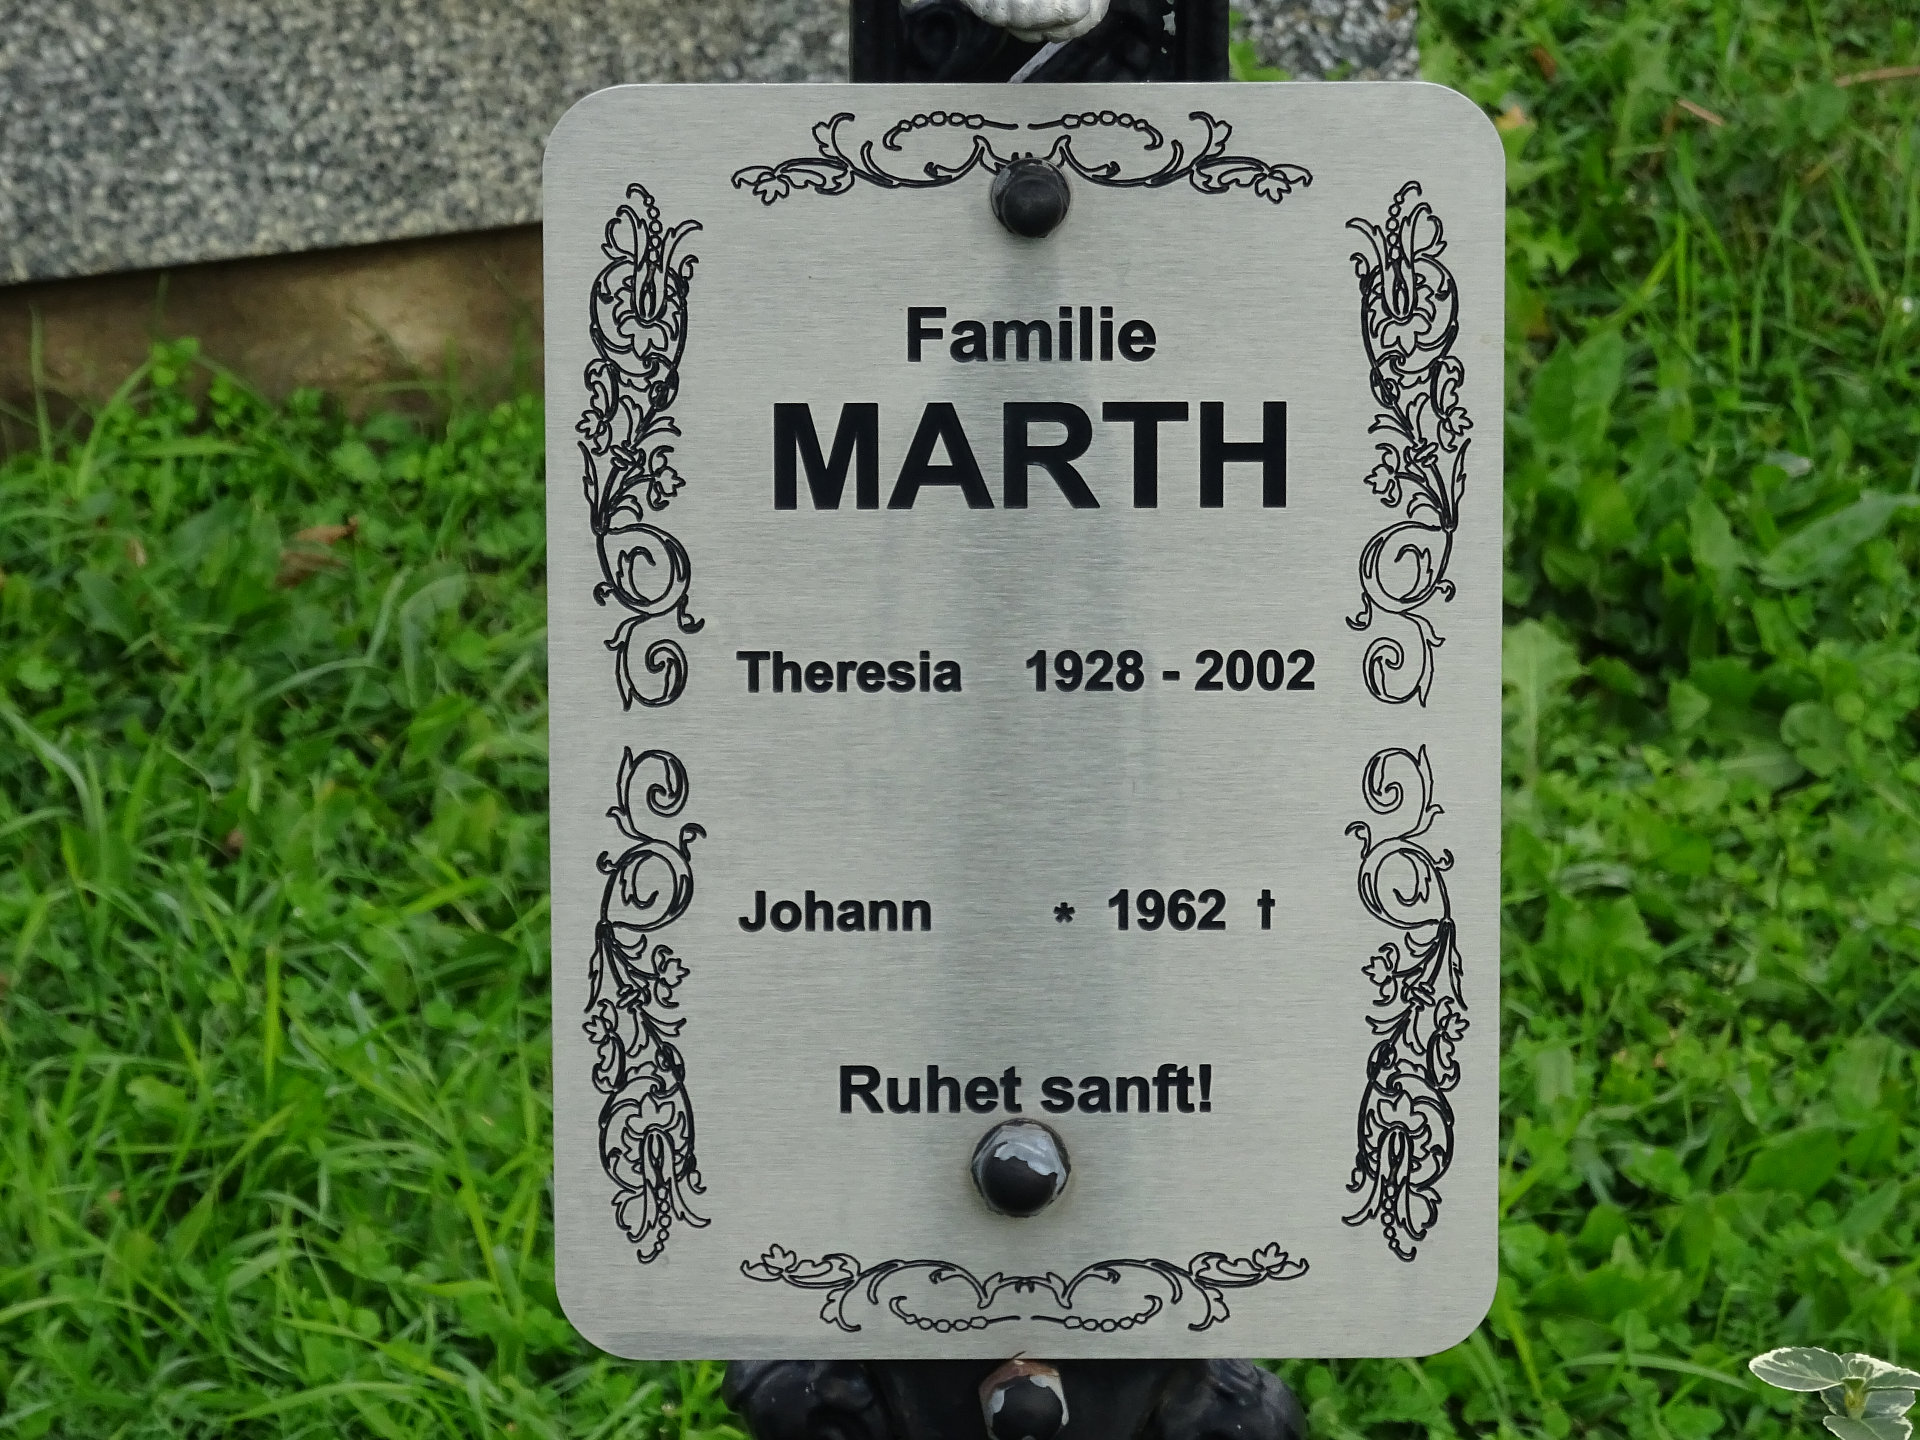 Familie
MARTH
Theresia 1928 - 2002
Johann * 1962 †
Ruhet sanft!